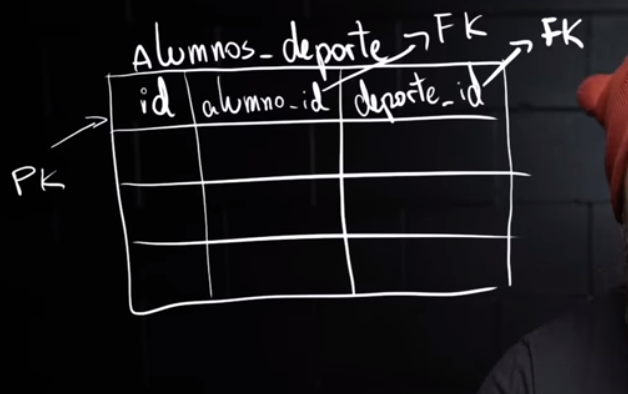 Alumnos_deporte FK FK
id alumno_id deporte_id
PK